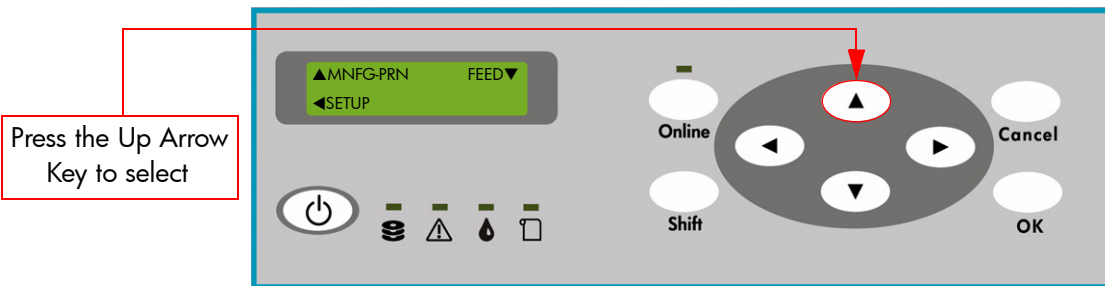 ▲MNFG-PRN FEED▼
◀SETUP
Press the Up Arrow
Key to select
Online
Cancel
Shift
OK